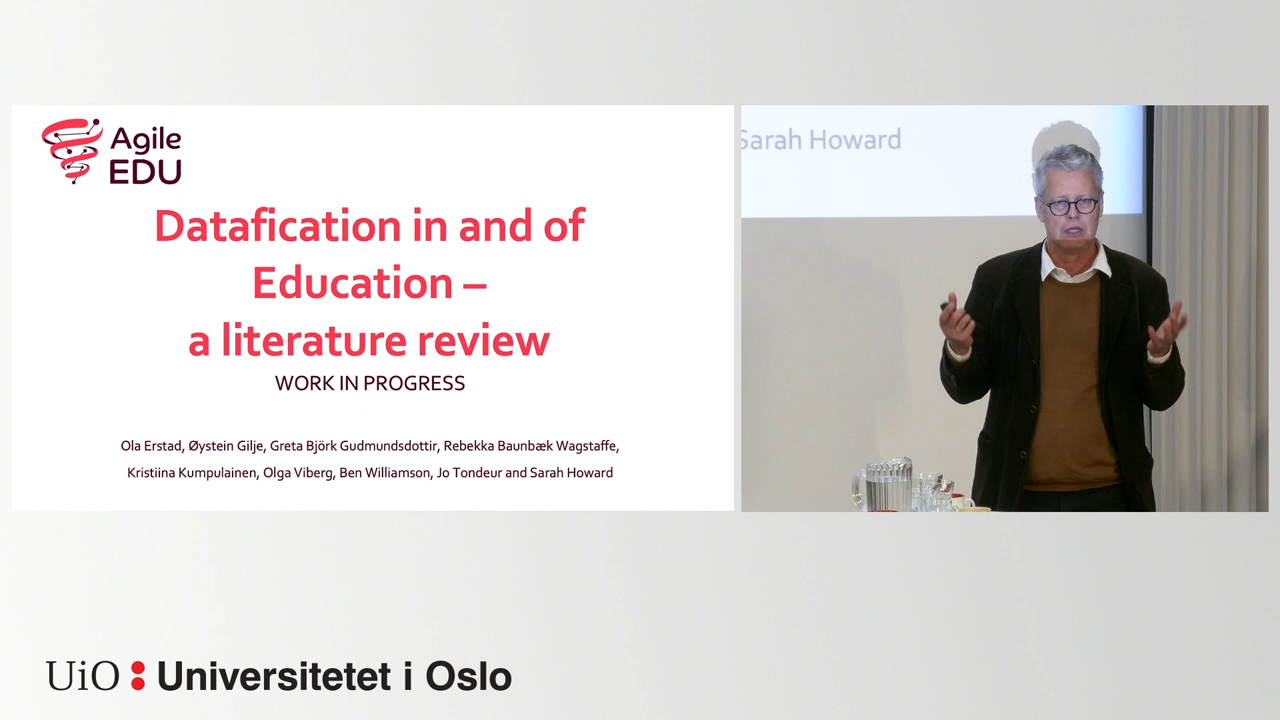 Agile
EDU
Datafication in and of
Education –
a literature review
WORK IN PROGRESS
Ola Erstad, Øystein Gilje, Greta Björk Gudmundsdottir, Rebekka Baunbæk Wagstaffe,
Kristiina Kumpulainen, Olga Viberg, Ben Williamson, Jo Tondeur and Sarah Howard
Sarah Howard
UiO : Universitetet i Oslo